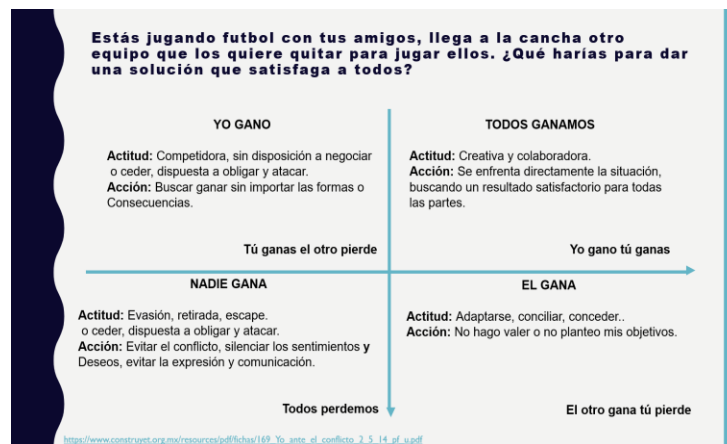 Estás jugando futbol con tus amigos, llega a la cancha otro
equipo que los quiere quitar para jugar ellos. ¿Qué harías para dar
una solución que satisfaga a todos?
YO GANO
Actitud: Competidora, sin disposición a negociar
o ceder, dispuesta a obligar y atacar.
Acción: Buscar ganar sin importar las formas o
Consecuencias.
Tú ganas el otro pierde
TODOS GANAMOS
Actitud: Creativa y colaboradora.
Acción: Se enfrenta directamente la situación,
buscando un resultado satisfactorio para todas
las partes.
Yo gano tú ganas
NADIE GANA
Actitud: Evasión, retirada, escape.
o ceder, dispuesta a obligar y atacar.
Acción: Evitar el conflicto, silenciar los sentimientos y
Deseos, evitar la expresión y comunicación.
Todos perdemos
EL GANA
Actitud: Adaptarse, conciliar, conceder..
Acción: No hago valer o no planteo mis objetivos.
El otro gana tú pierde
https://www.construyet.org.mx/resources/pdf/fichas/169_Yo_ante_el_conflicto_2_5_14_pf_u.pdf